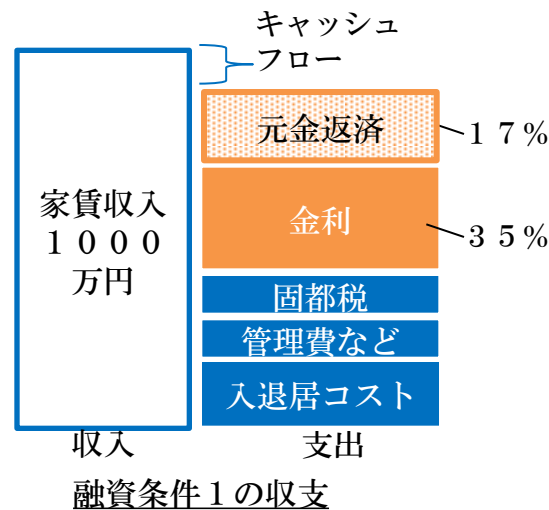 キャッシュ
フロー
元金返済
１７%
家賃収入
１０００
万円
金利
３５%
固都税
管理費など
入退居コスト
収入
支出
融資条件１の収支